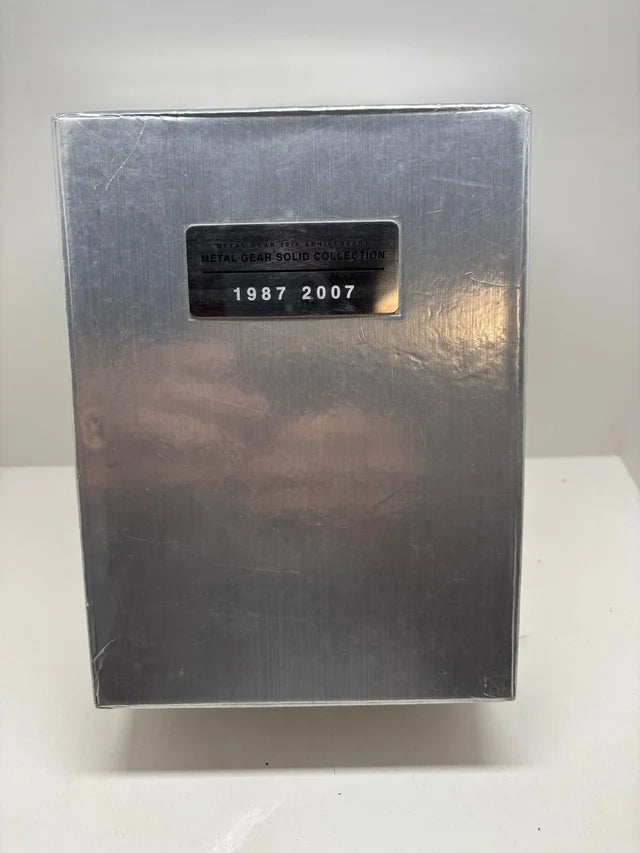 METAL GEAR 20th ANNIVERSARY
METAL GEAR SOLID COLLECTION
1987 2007